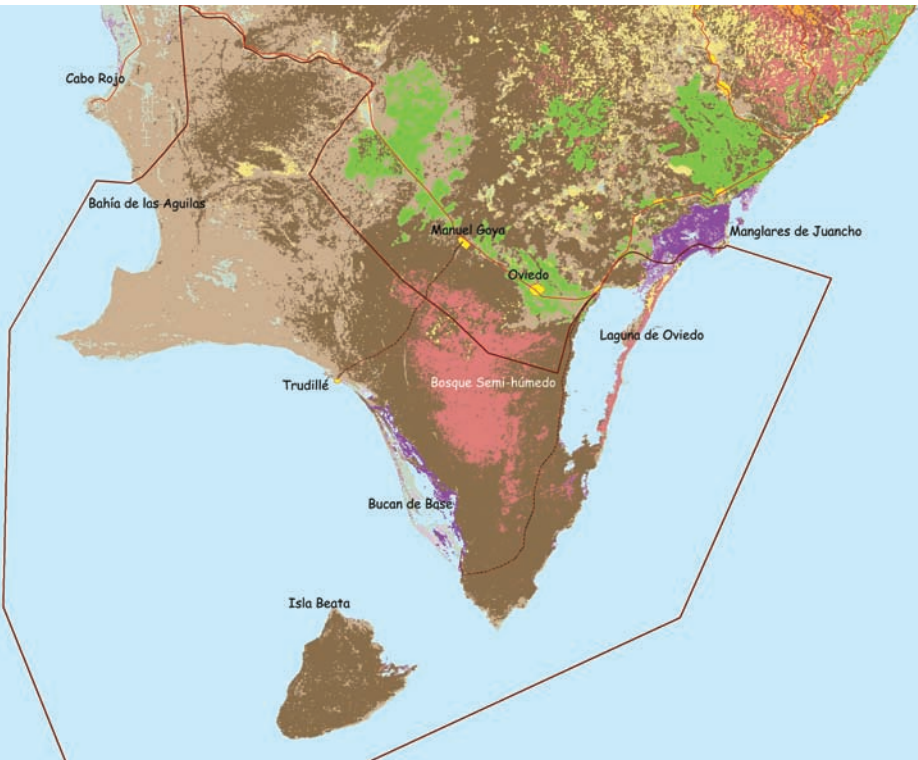 Cabo Rojo
Bahía de las Aguilas
Manuel Goya
Manglares de Juancho
Oviedo
Laguna de Oviedo
Trudillé
Bosque Semi-húmedo
Bucan de Base
Isla Beata